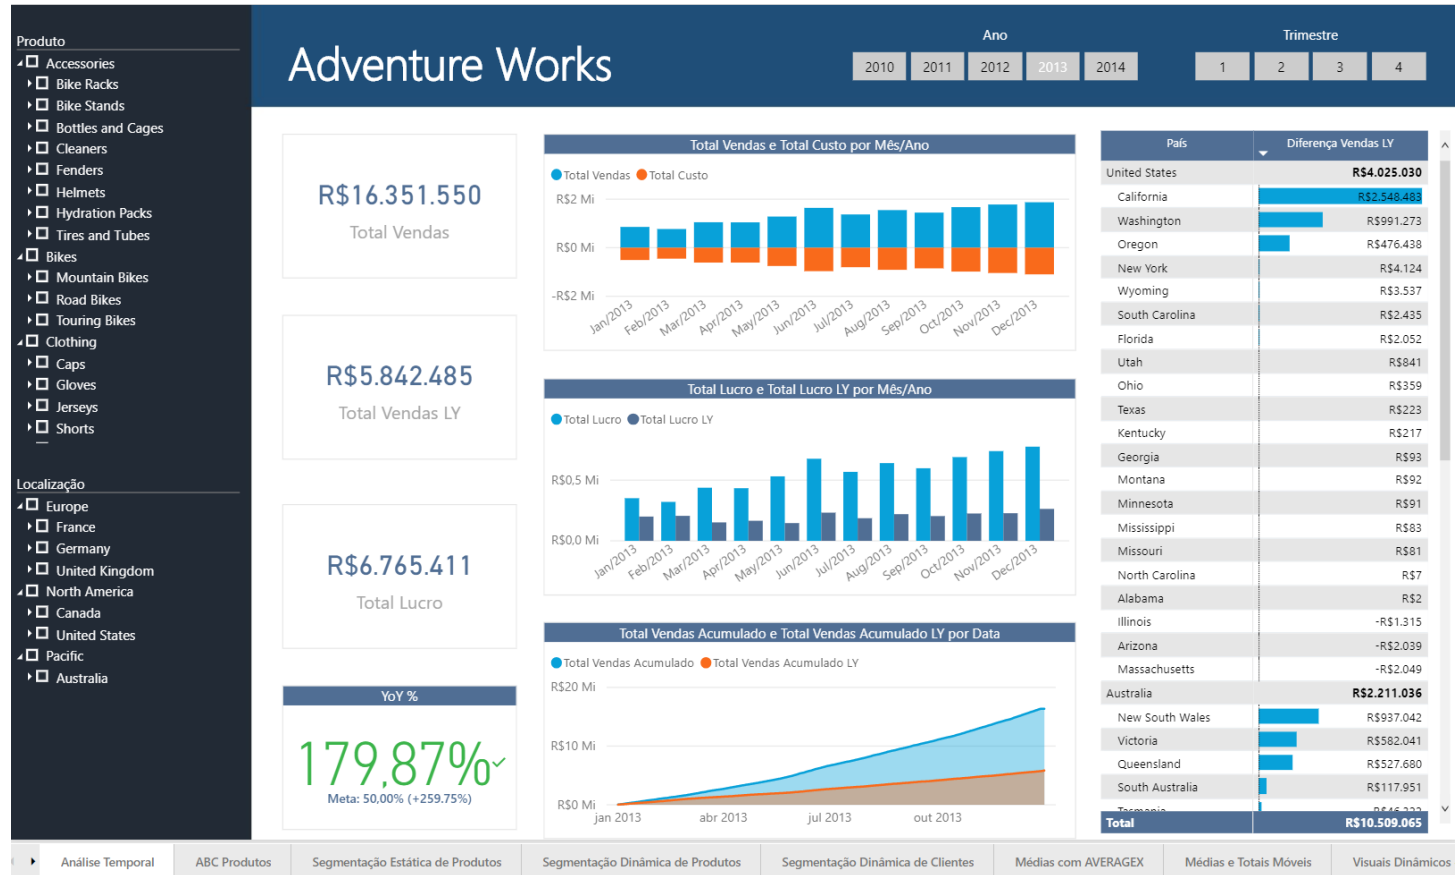 Produto
Accessories
Bike Racks
Bike Stands
Bottles and Cages
Cleaners
Fenders
Helmets
Hydration Packs
Tires and Tubes
Bikes
Mountain Bikes
Road Bikes
Touring Bikes
Clothing
Caps
Gloves
Jerseys
Shorts
Localização
Europe
France
Germany
United Kingdom
North America
Canada
United States
Pacific
Australia
Adventure Works
Ano
2010 2011 2012 2013 2014
Trimestre
1 2 3 4
R$16.351.550
Total Vendas
R$5.842.485
Total Vendas LY
R$6.765.411
Total Lucro
YoY %
179,87%
Meta: 50,00% (+259.75%)
Total Vendas e Total Custo por Mês/Ano
Total Vendas Total Custo
R$2 Mi
R$0 Mi
-R$2 Mi
Jan/2013 Feb/2013 Mar/2013 Apr/2013 May/2013 Jun/2013 Jul/2013 Aug/2013 Sep/2013 Oct/2013 Nov/2013 Dec/2013
Total Lucro e Total Lucro LY por Mês/Ano
Total Lucro Total Lucro LY
R$0,5 Mi
R$0,0 Mi
Jan/2013 Feb/2013 Mar/2013 Apr/2013 May/2013 Jun/2013 Jul/2013 Aug/2013 Sep/2013 Oct/2013 Nov/2013 Dec/2013
Total Vendas Acumulado e Total Vendas Acumulado LY por Data
Total Vendas Acumulado Total Vendas Acumulado LY
R$20 Mi
R$10 Mi
R$0 Mi
jan 2013 abr 2013 jul 2013 out 2013
País Diferença Vendas LY
United States R$4.025.030
California R$2.548.483
Washington R$991.273
Oregon R$476.438
New York R$4.124
Wyoming R$3.537
South Carolina R$2.435
Florida R$2.052
Utah R$841
Ohio R$359
Texas R$223
Kentucky R$217
Georgia R$93
Montana R$92
Minnesota R$91
Mississippi R$83
Missouri R$81
North Carolina R$7
Alabama R$2
Illinois -R$1.315
Arizona -R$2.039
Massachusetts -R$2.049
Australia R$2.211.036
New South Wales R$937.042
Victoria R$582.041
Queensland R$527.680
South Australia R$117.951
Tasmania
Total R$10.509.065
Análise Temporal ABC Produtos Segmentação Estática de Produtos Segmentação Dinâmica de Produtos Segmentação Dinâmica de Clientes Médias com AVERAGEX Médias e Totais Móveis Visuais Dinâmicos